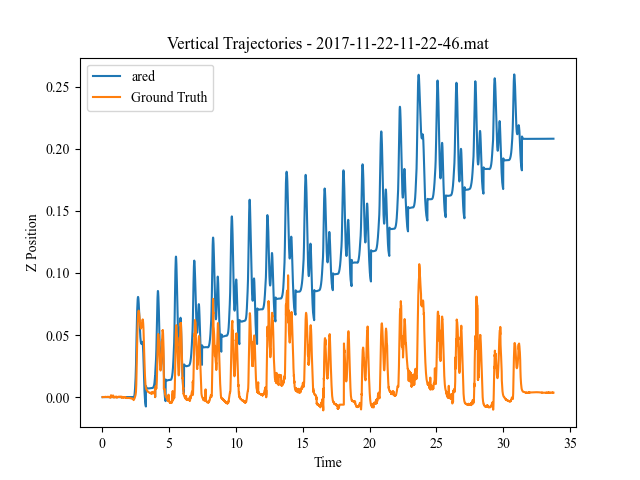 Vertical Trajectories - 2017-11-22-11-22-46.mat
ared
Ground Truth
0.25
0.20
0.15
0.10
0.05
0.00
Z Position
0 5 10 15 20 25 30 35
Time